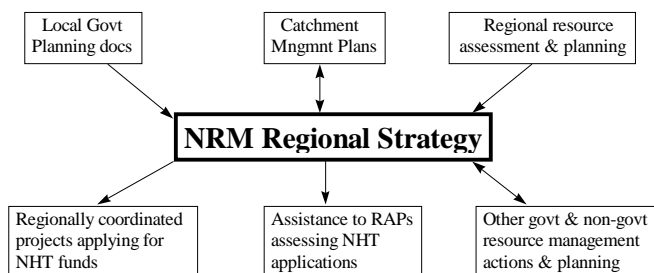 Local Govt
Planning docs
Catchment
Mngmnt Plans
Regional resource
assessment & planning
NRM Regional Strategy
Regionally coordinated
projects applying for
NHT funds
Assistance to RAPs
assessing NHT
applications
Other govt & non-govt
resource management
actions & planning